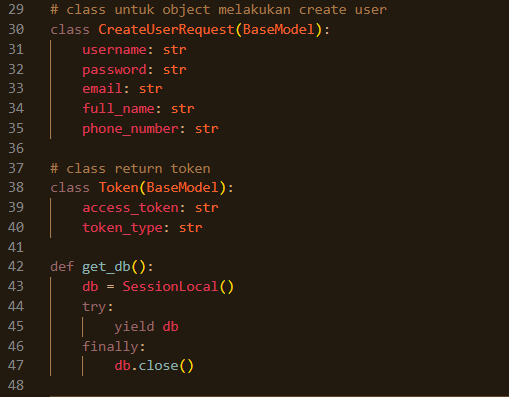 29 # class untuk object melakukan create user
30 class CreateUserRequest(BaseModel):
31     username: str
32     password: str
33     email: str
34     full_name: str
35     phone_number: str
36
37 # class return token
38 class Token(BaseModel):
39     access_token: str
40     token_type: str
41
42 def get_db():
43     db = SessionLocal()
44     try:
45         yield db
46     finally:
47         db.close()
48